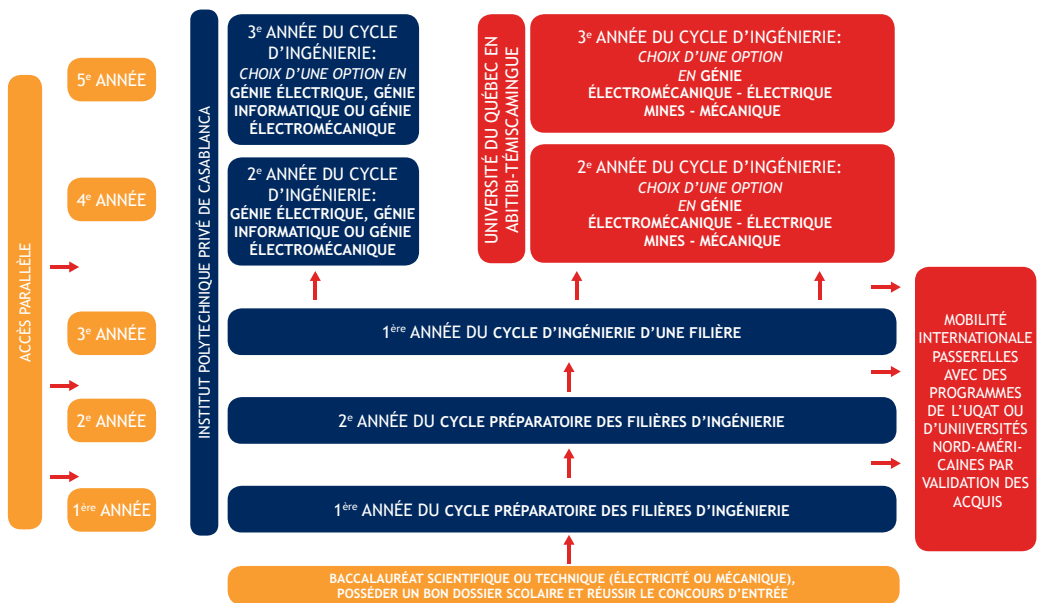 ACCÈS PARALLÈLE
5e ANNÉE
4e ANNÉE
3e ANNÉE
2e ANNÉE
1ère ANNÉE
INSTITUT POLYTECHNIQUE PRIVÉ DE CASABLANCA
3e ANNÉE DU CYCLE
D’INGÉNIERIE:
CHOIX D’UNE OPTION EN
GÉNIE ÉLECTRIQUE, GÉNIE
INFORMATIQUE OU GÉNIE
ÉLECTROMÉCANIQUE
2e ANNÉE DU CYCLE
D’INGÉNIERIE:
GÉNIE ÉLECTRIQUE, GÉNIE
INFORMATIQUE OU GÉNIE
ÉLECTROMÉCANIQUE
UNIVERSITÉ DU QUÉBEC EN
ABITIBI-TÉMISCAMINGUE
3e ANNÉE DU CYCLE D’INGÉNIERIE:
CHOIX D’UNE OPTION
EN GÉNIE
ÉLECTROMÉCANIQUE - ÉLECTRIQUE
MINES - MÉCANIQUE
2e ANNÉE DU CYCLE D’INGÉNIERIE:
CHOIX D’UNE OPTION
EN GÉNIE
ÉLECTROMÉCANIQUE - ÉLECTRIQUE
MINES - MÉCANIQUE
1ère ANNÉE DU CYCLE D’INGÉNIERIE D’UNE FILIÈRE
2e ANNÉE DU CYCLE PRÉPARATOIRE DES FILIÈRES D’INGÉNIERIE
1ère ANNÉE DU CYCLE PRÉPARATOIRE DES FILIÈRES D’INGÉNIERIE
BACCALAURÉAT SCIENTIFIQUE OU TECHNIQUE (ÉLECTRICITÉ OU MÉCANIQUE),
POSSÉDER UN BON DOSSIER SCOLAIRE ET RÉUSSIR LE CONCOURS D’ENTRÉE
MOBILITÉ
INTERNATIONALE
PASSERELLES
AVEC DES
PROGRAMMES
DE L’UQAT OU
D’UNIIVERSITÉS
NORD-AMÉRI-
CAINES PAR
VALIDATION DES
ACQUIS